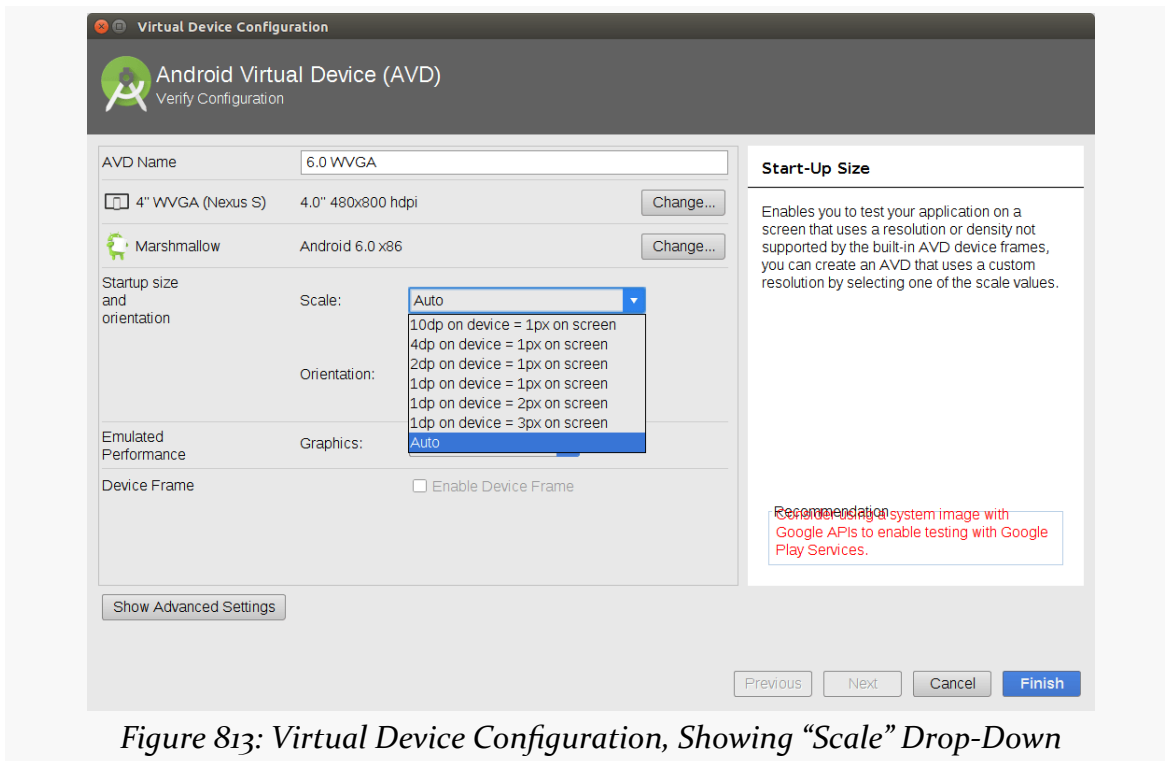 Virtual Device Configuration
Android Virtual Device (AVD)
Verify Configuration
AVD Name
6.0 WVGA
4" WVGA (Nexus S)
4.0" 480x800 hdpi
Change...
Marshmallow
Android 6.0 x86
Change...
Startup size
and
orientation
Scale:
Auto
10dp on device = 1px on screen
4dp on device = 1px on screen
2dp on device = 1px on screen
1dp on device = 1px on screen
1dp on device = 2px on screen
1dp on device = 3px on screen
Auto
Orientation:
Emulated
Performance
Graphics:
Device Frame
Enable Device Frame
Show Advanced Settings
Start-Up Size
Enables you to test your application on a
screen that uses a resolution or density not
supported by the built-in AVD device frames,
you can create an AVD that uses a custom
resolution by selecting one of the scale values.
Recommendation
Consider using a system image with
Google APIs to enable testing with Google
Play Services.
Previous
Next
Cancel
Finish
Figure 813: Virtual Device Configuration, Showing “Scale” Drop-Down